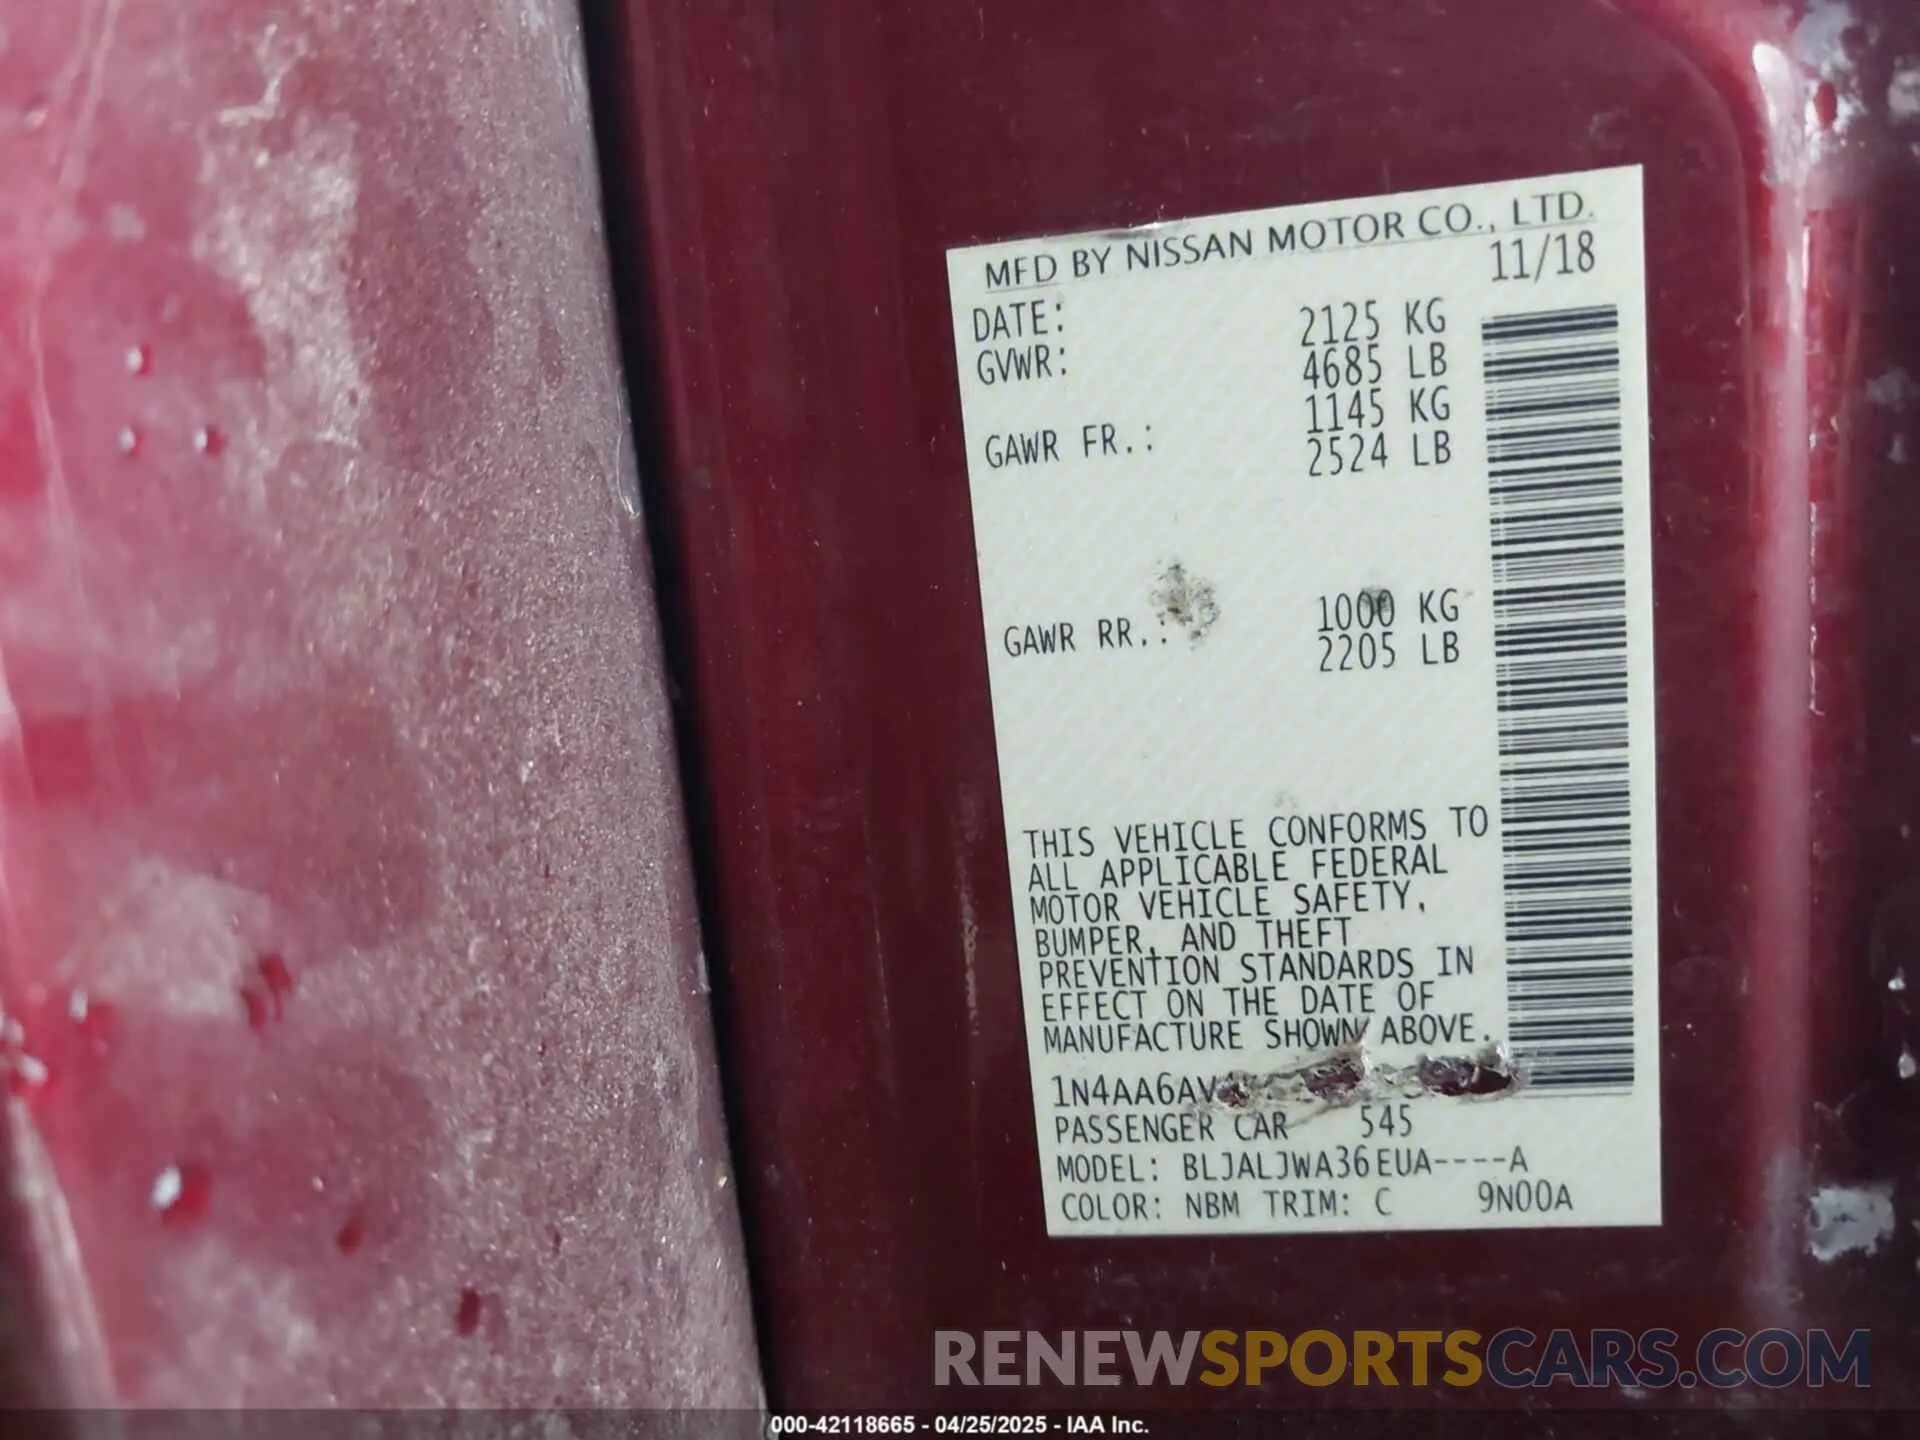 MFD BY NISSAN MOTOR CO., LTD.
DATE: 11/18
GVWR: 2125 KG
4685 LB
GAWR FR.: 1145 KG
2524 LB
GAWR RR.: 1000 KG
2205 LB
THIS VEHICLE CONFORMS TO
ALL APPLICABLE FEDERAL
MOTOR VEHICLE SAFETY,
BUMPER, AND THEFT
PREVENTION STANDARDS IN
EFFECT ON THE DATE OF
MANUFACTURE SHOWN ABOVE.
1N4AA6AV
PASSENGER CAR 545
MODEL: BLJALJWA36EUA----A
COLOR: NBM TRIM: C 9N00A
RENEWSPORTSCARS.COM
000-42118665 - 04/25/2025 - IAA Inc.